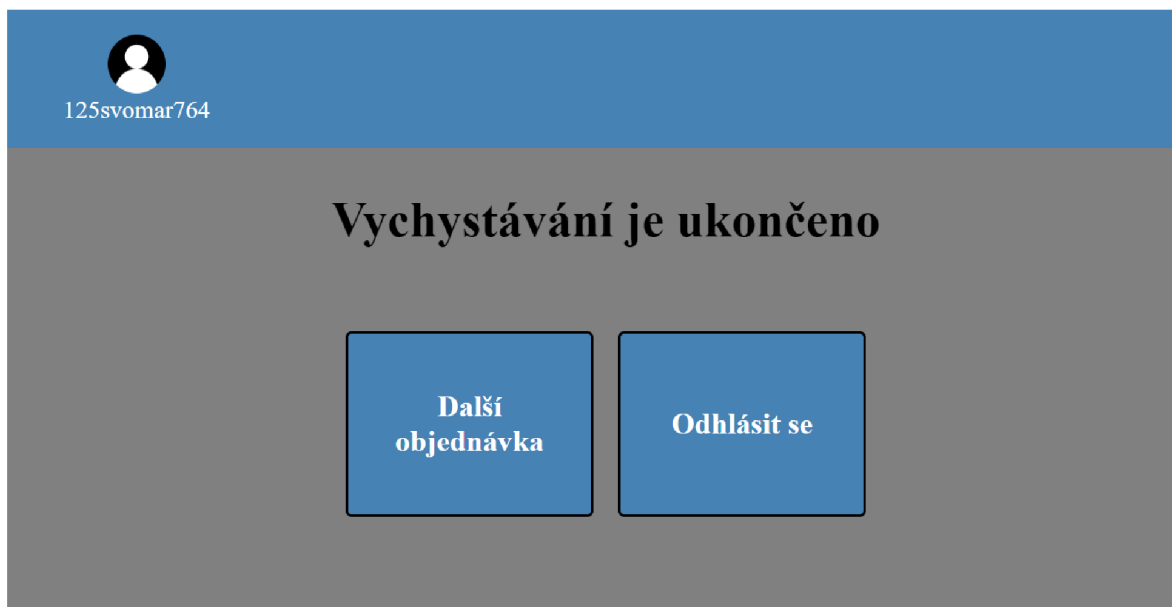 125svomar764
Vychystávání je ukončeno
Další
objednávka
Odhlásit se